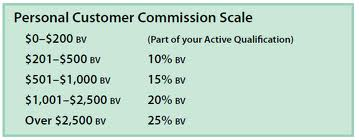 Personal Customer Commission Scale
$0–$200 BV (Part of your Active Qualification)
$201–$500 BV 10% BV
$501–$1,000 BV 15% BV
$1,001–$2,500 BV 20% BV
Over $2,500 BV 25% BV